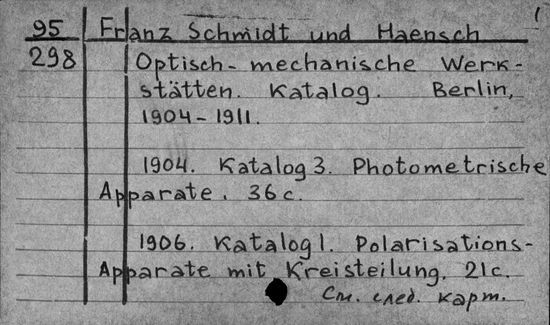 95 Franz Schmidt und Haensch 1
298 Optisch-mechanische Werk-
stätten. Katalog. Berlin,
1904-1911.
1904. Katalog 3. Photometrische
Apparate. 36 c.
1906. Katalog 1. Polarisations-
Apparate mit Kreisteilung. 21 c.
См. след. карт.